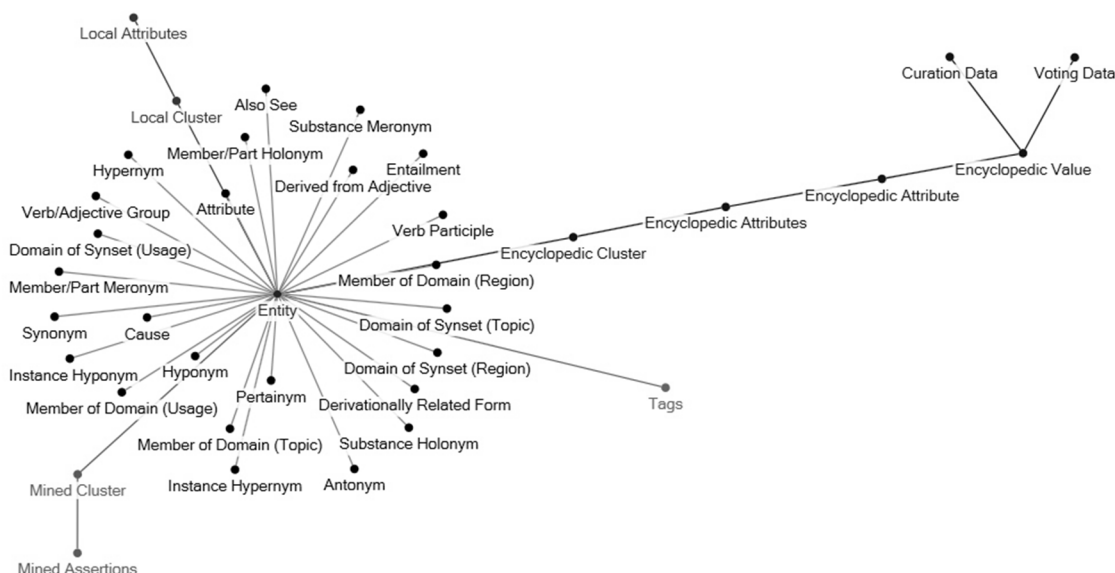 Local Attributes
Curation Data
Voting Data
Also See
Local Cluster
Substance Meronym
Member/Part Holonym
Hypernym
Entailment
Encyclopedic Value
Derived from Adjective
Encyclopedic Attribute
Attribute
Verb/Adjective Group
Encyclopedic Attributes
Verb Participle
Domain of Synset (Usage)
Encyclopedic Cluster
Member of Domain (Region)
Member/Part Meronym
Entity
Domain of Synset (Topic)
Synonym
Cause
Domain of Synset (Region)
Hyponym
Instance Hyponym
Pertainym
Derivationally Related Form
Tags
Member of Domain (Usage)
Member of Domain (Topic)
Substance Holonym
Instance Hypernym
Antonym
Mined Cluster
Mined Assertions